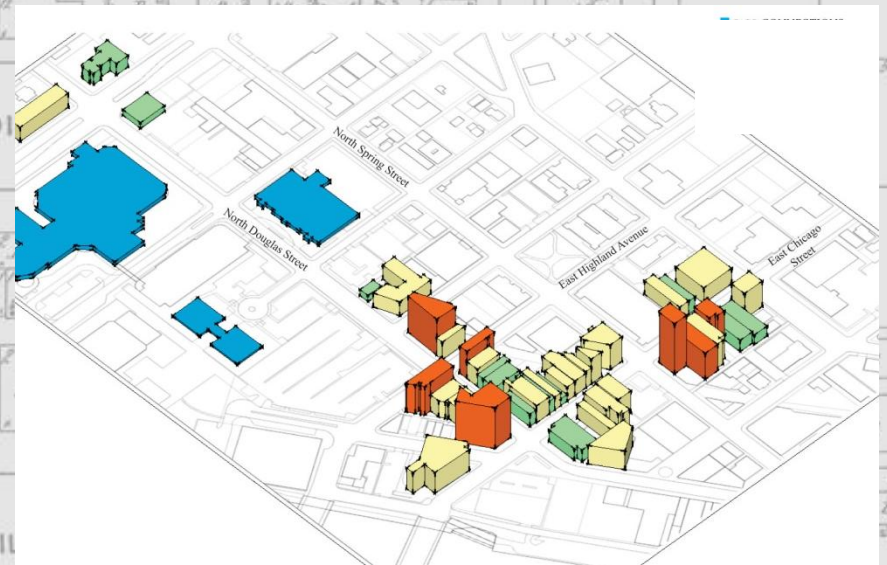 North Spring Street
North Douglas Street
East Highland Avenue
East Chicago
Street